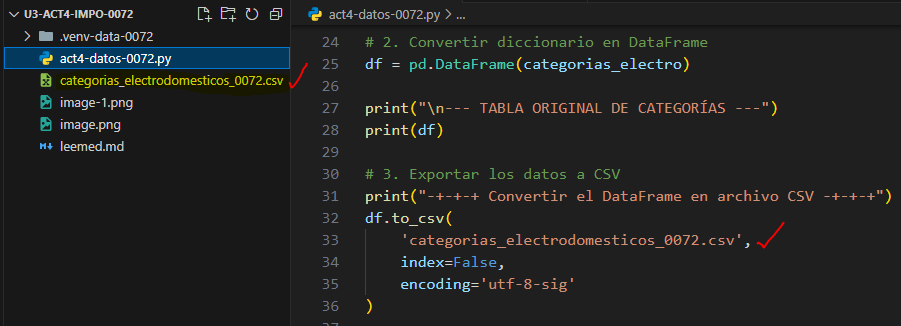 U3-ACT4-IMPO-0072
.venv-data-0072
act4-datos-0072.py
categorias_electrodomesticos_0072.csv
image-1.png
image.png
leemed.md
act4-datos-0072.py > ...
24 # 2. Convertir diccionario en DataFrame
25 df = pd.DataFrame(categorias_electro)
26
27 print("\n--- TABLA ORIGINAL DE CATEGORÍAS ---")
28 print(df)
29
30 # 3. Exportar los datos a CSV
31 print("-+-+-+ Convertir el DataFrame en archivo CSV -+-+-+")
32 df.to_csv(
33 'categorias_electrodomesticos_0072.csv',
34 index=False,
35 encoding='utf-8-sig'
36 )